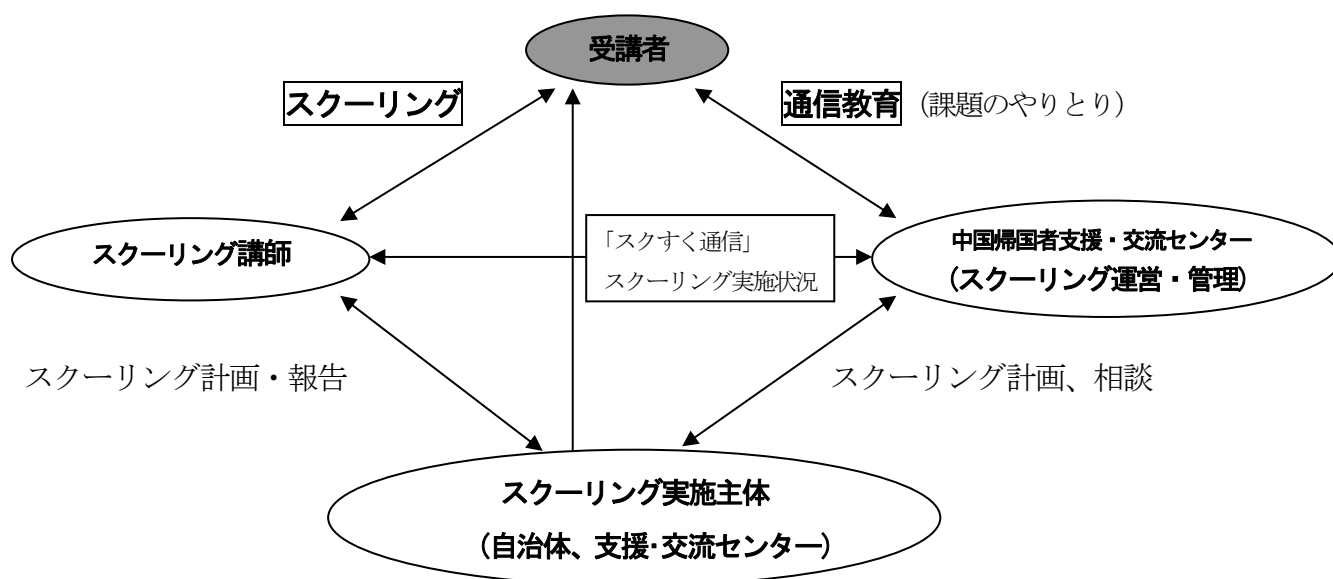 受講者
スクーリング
通信教育（課題のやりとり）
スクーリング講師
「スクすく通信」
スクーリング実施状況
中国帰国者支援・交流センター
（スクーリング運営・管理）
スクーリング計画・報告
スクーリング計画、相談
スクーリング実施主体
（自治体、支援・交流センター）